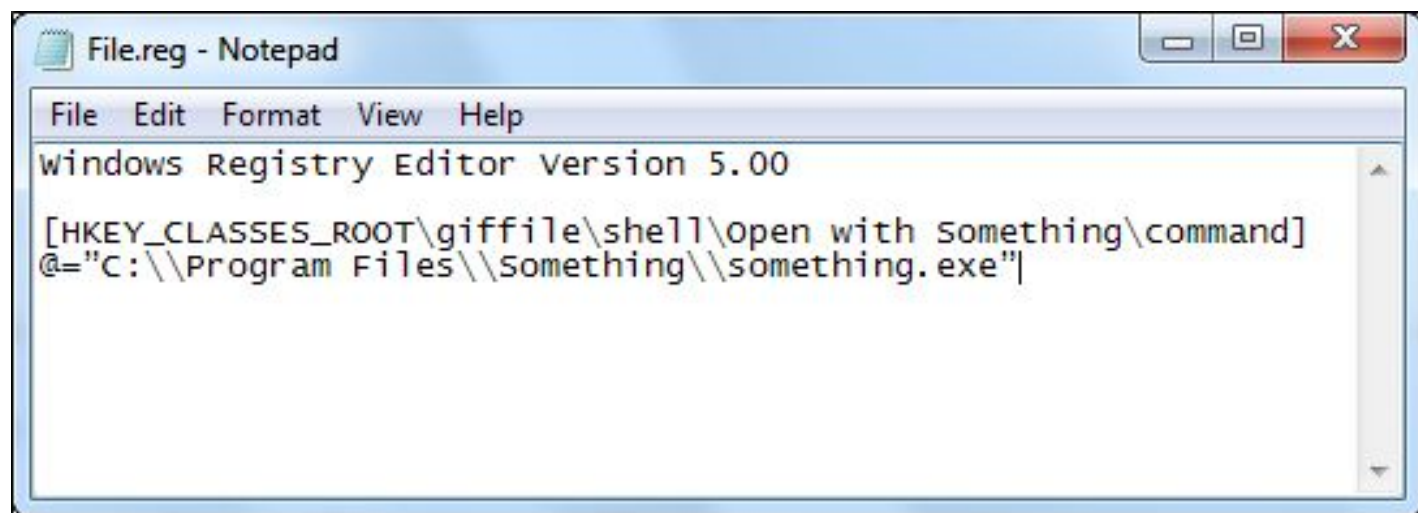 File.reg - Notepad
File Edit Format View Help
Windows Registry Editor Version 5.00
[HKEY_CLASSES_ROOT\giffile\shell\Open with Something\command]
@="C:\\Program Files\\Something\\something.exe"